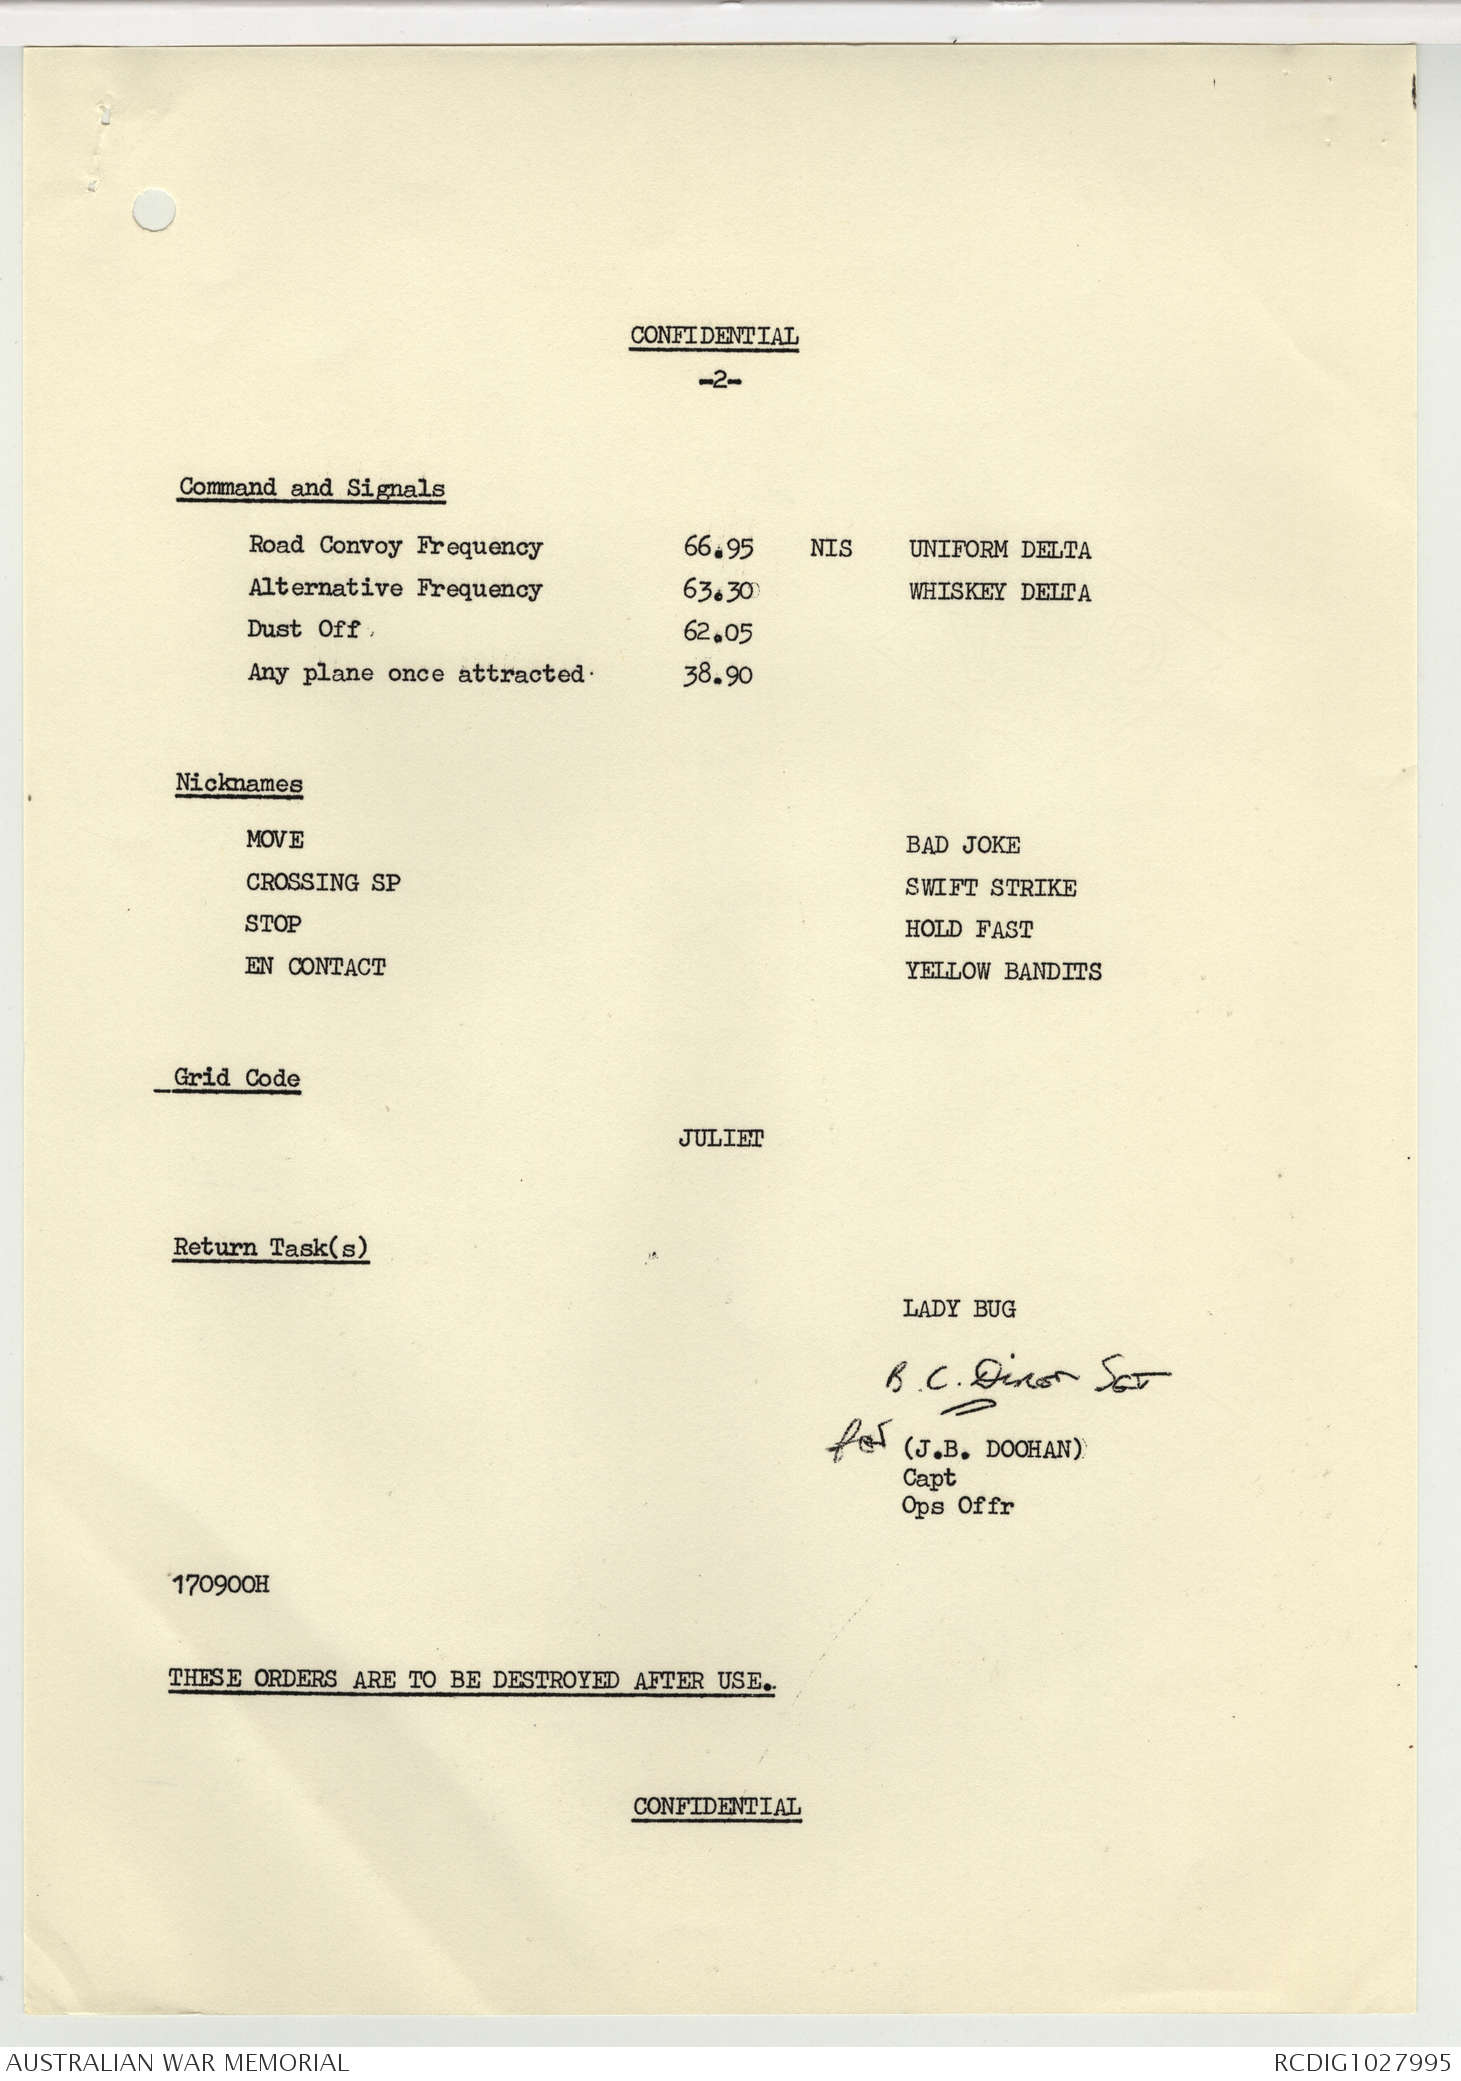 CONFIDENTIAL
-2-
Command and Signals
Road Convoy Frequency 66.95 NIS UNIFORM DELTA
Alternative Frequency 63.30 WHISKEY DELTA
Dust Off 62.05
Any plane once attracted 38.90
Nicknames
MOVE BAD JOKE
CROSSING SP SWIFT STRIKE
STOP HOLD FAST
EN CONTACT YELLOW BANDITS
Grid Code
JULIET
Return Task(s)
LADY BUG
B.C. Dixon Sgt
for (J.B. DOOHAN)
Capt
Ops Offr
170900H
THESE ORDERS ARE TO BE DESTROYED AFTER USE.
CONFIDENTIAL
AUSTRALIAN WAR MEMORIAL RCDIG1027995